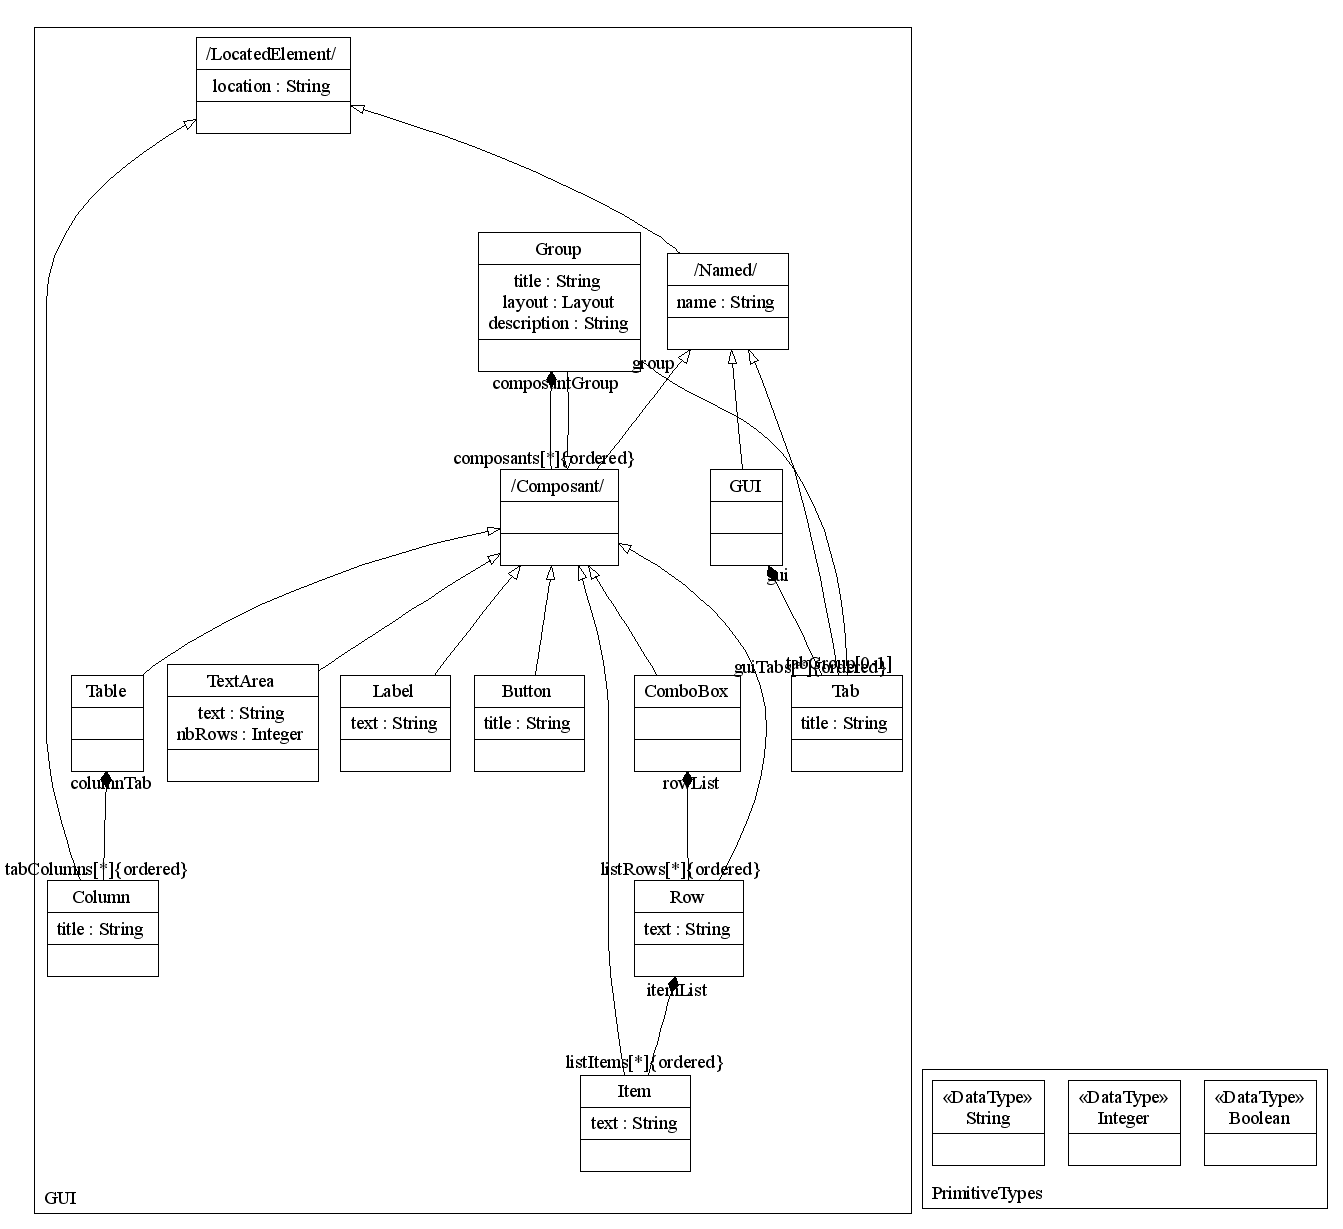 /LocatedElement/
location : String
Group
title : String
layout : Layout
description : String
/Named/
name : String
group
composantGroup
composants[*]{ordered}
/Composant/
GUI
gui
tabGroup[0-1]
guiTabs[*]{ordered}
Table
TextArea
text : String
nbRows : Integer
Label
text : String
Button
title : String
ComboBox
Tab
title : String
columnTab
rowList
tabColumns[*]{ordered}
listRows[*]{ordered}
Column
title : String
Row
text : String
itemList
listItems[*]{ordered}
Item
text : String
GUI
«DataType»
String
«DataType»
Integer
«DataType»
Boolean
PrimitiveTypes